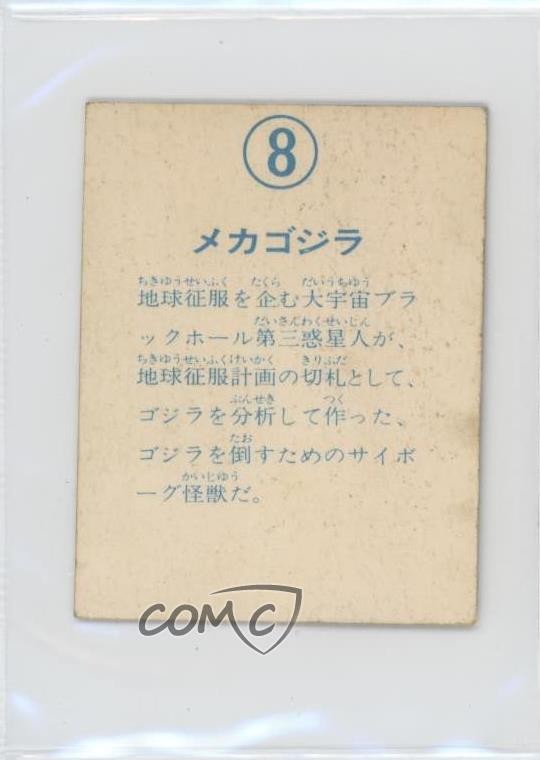 8
メカゴジラ
ちきゆうせいふく たくら だいうちゆう
地球征服を企む大宇宙ブラ
だいさんわくせいじん
ックホール第三惑星人が、
ちきゆうせいふくけいかく きりふだ
地球征服計画の切札として、
ぶんせき つく
ゴジラを分析して作った、
たお
ゴジラを倒すためのサイボ
かいじゆう
ーグ怪獣だ。
COMC